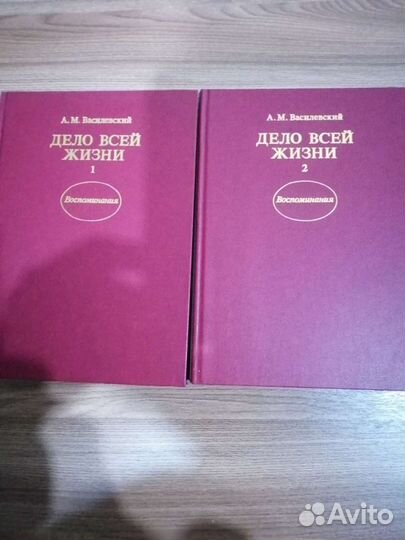 А. М. Василевский
ДЕЛО ВСЕЙ
ЖИЗНИ
1
Воспоминания
А. М. Василевский
ДЕЛО ВСЕЙ
ЖИЗНИ
2
Воспоминания
Avito